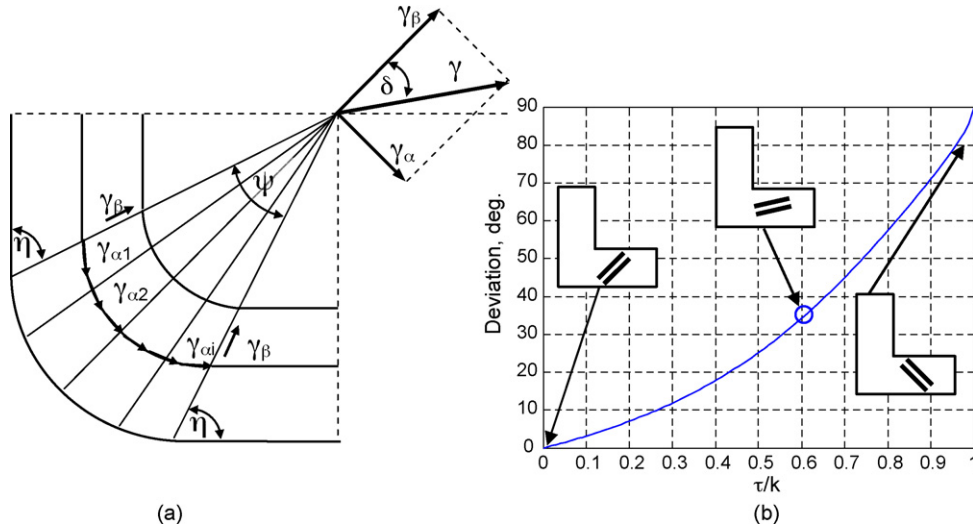 γβ
γ
δ
γα
ψ
γβ
η
γα1
γα2
γαi
γβ
η
(a)
Deviation, deg.
90
80
70
60
50
40
30
20
10
0
0 0.1 0.2 0.3 0.4 0.5 0.6 0.7 0.8 0.9 1
τ/k
(b)